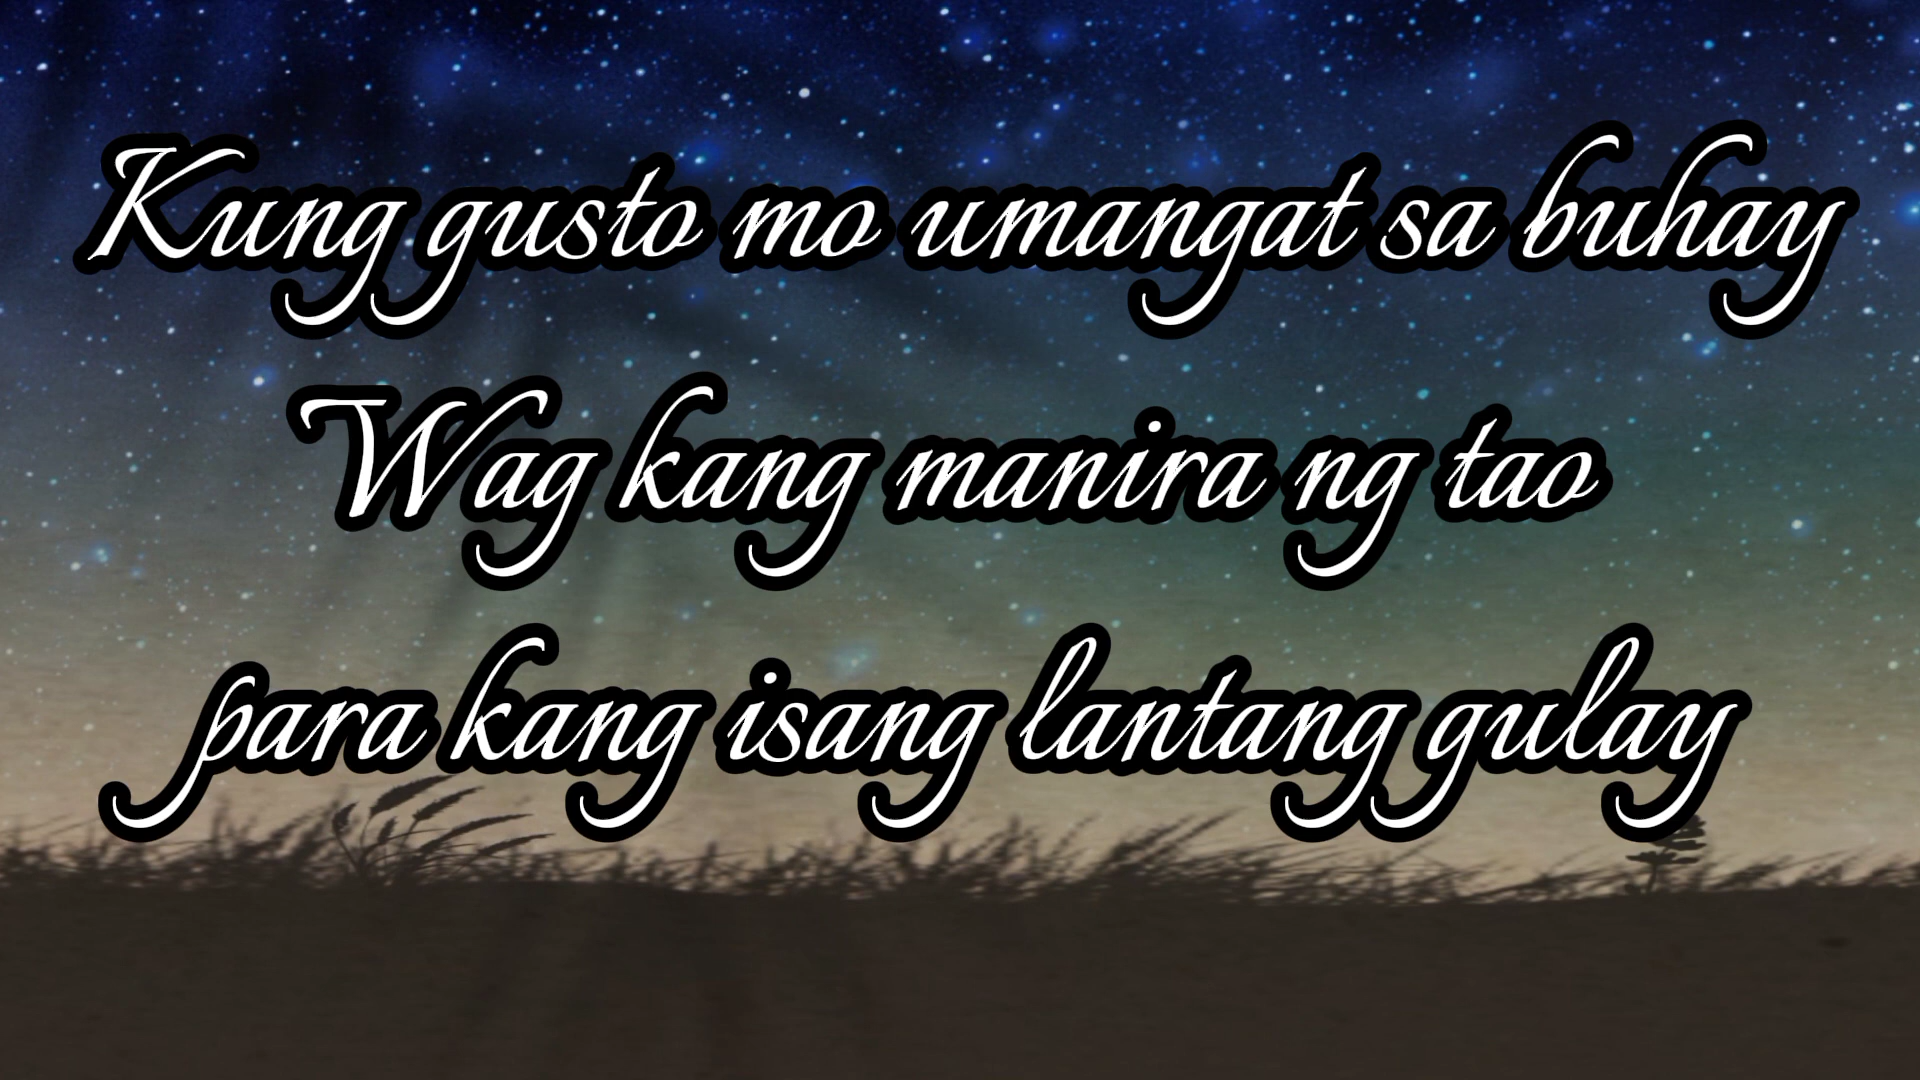 Kung gusto mo umangat sa buhay
Wag kang manira ng tao
para kang isang lantang gulay